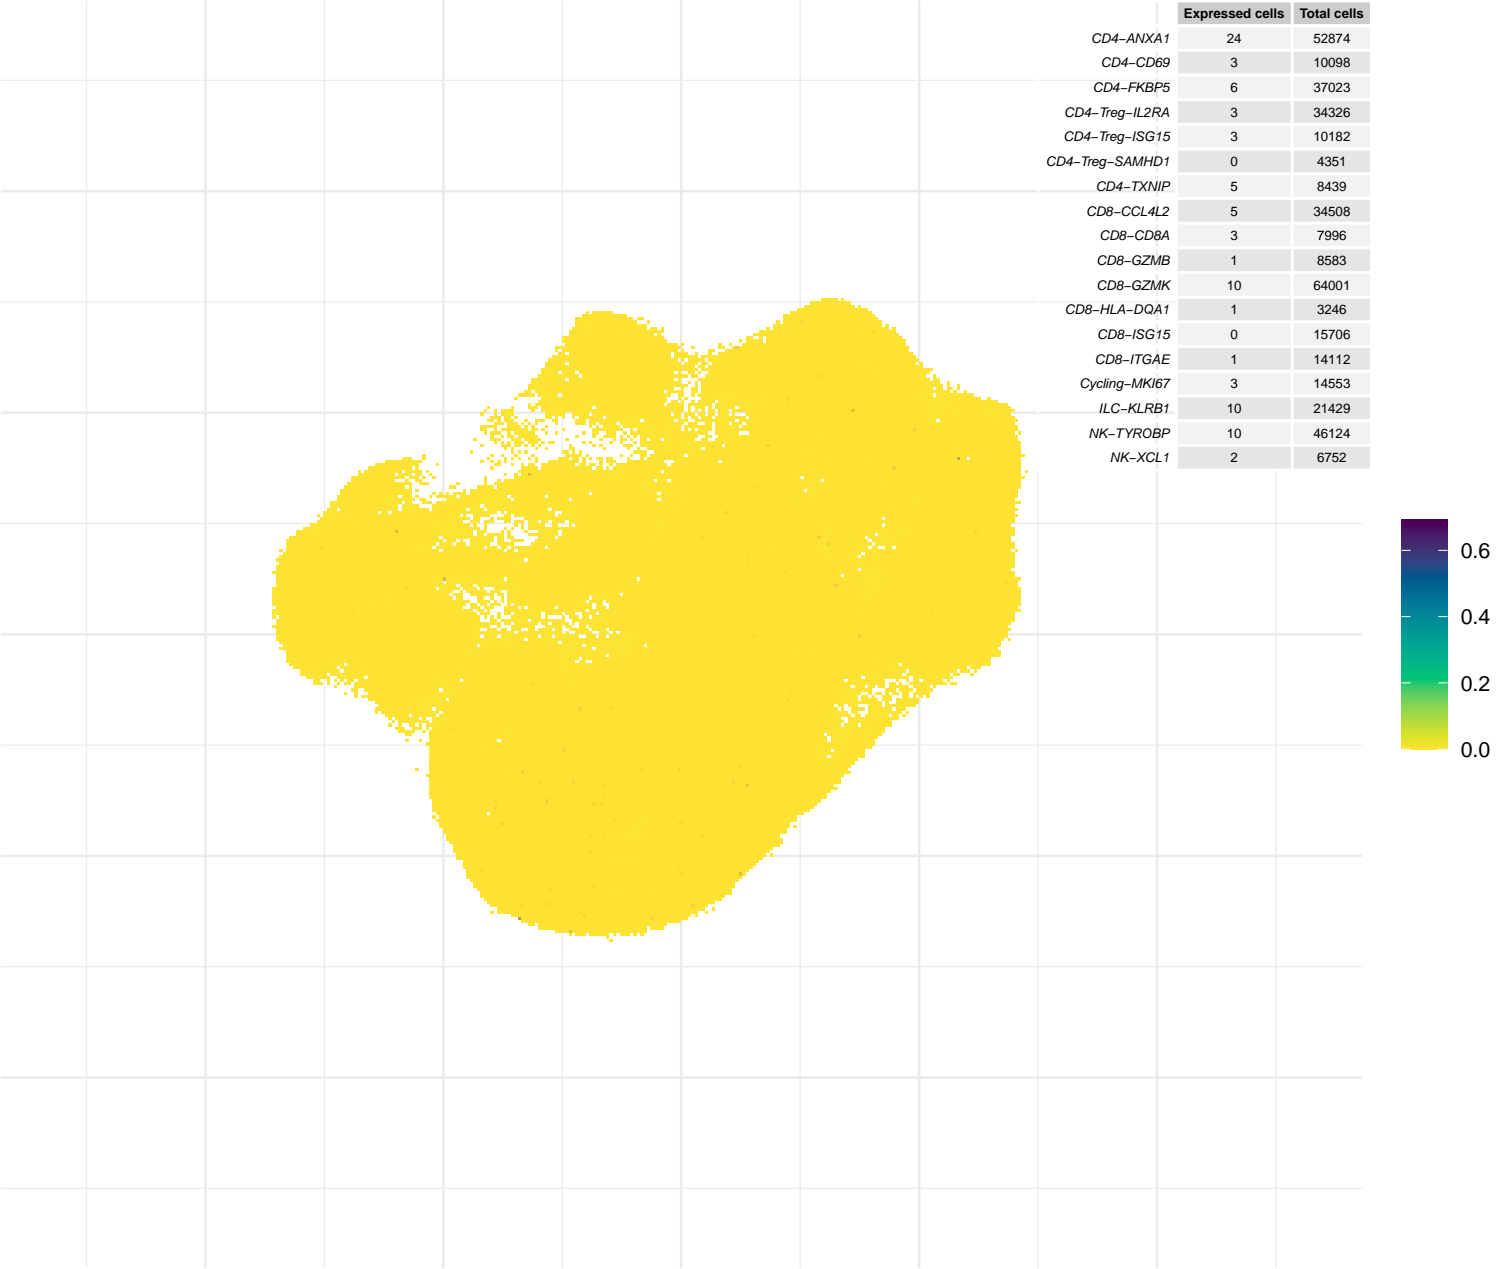 Expressed cells Total cells
CD4−ANXA1 24 52874
CD4−CD69 3 10098
CD4−FKBP5 6 37023
CD4−Treg−IL2RA 3 34326
CD4−Treg−ISG15 3 10182
CD4−Treg−SAMHD1 0 4351
CD4−TXNIP 5 8439
CD8−CCL4L2 5 34508
CD8−CD8A 3 7996
CD8−GZMB 1 8583
CD8−GZMK 10 64001
CD8−HLA−DQA1 1 3246
CD8−ISG15 0 15706
CD8−ITGAE 1 14112
Cycling−MKI67 3 14553
ILC−KLRB1 10 21429
NK−TYROBP 10 46124
NK−XCL1 2 6752
0.6
0.4
0.2
0.0